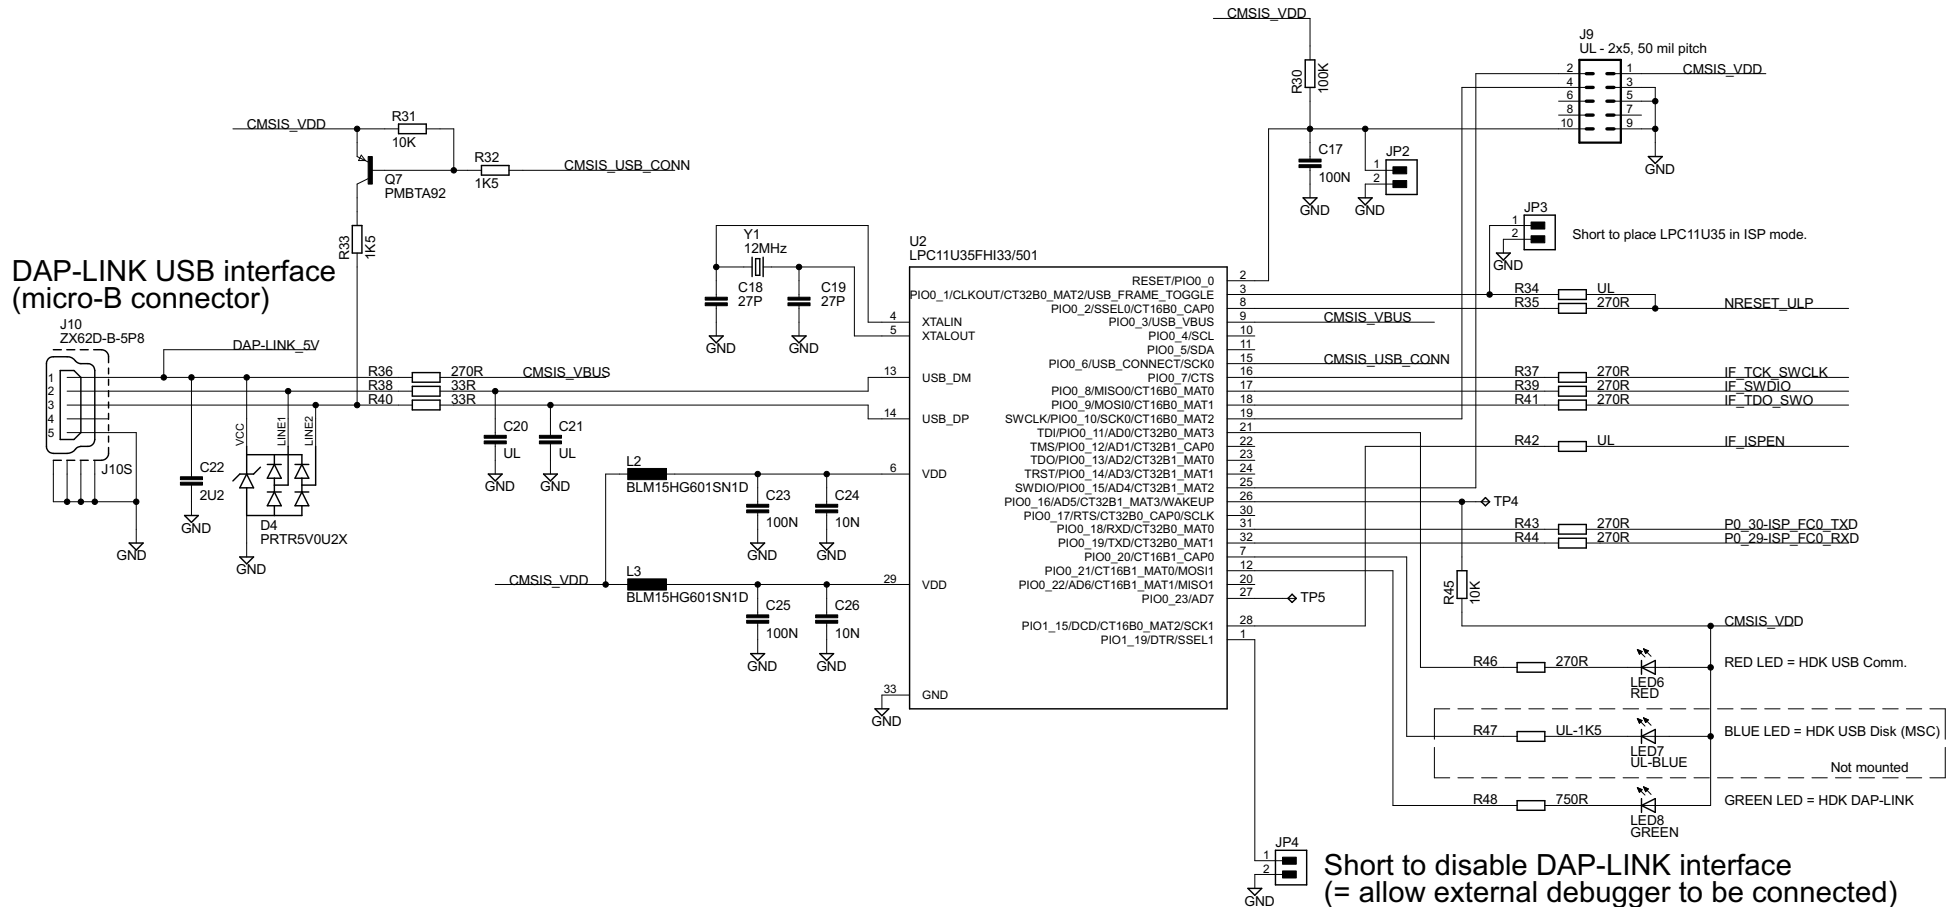 CMSIS_VDD
R30
100K
J9
UL - 2x5, 50 mil pitch
2
4
6
8
10
1
3
5
7
9
CMSIS_VDD
GND
C17
100N
GND
JP2
1
2
GND
JP3
1
2
GND
Short to place LPC11U35 in ISP mode.
CMSIS_VDD
R31
10K
R32
1K5
CMSIS_USB_CONN
Q7
PMBTA92
R33
1K5
DAP-LINK USB interface
(micro-B connector)
J10
ZX62D-B-5P8
1
2
3
4
5
J10S
GND
DAP-LINK_5V
R36
270R
CMSIS_VBUS
R38
33R
R40
33R
VCC
LINE1
LINE2
C22
2U2
GND
D4
PRTR5V0U2X
GND
C20
UL
GND
C21
UL
GND
Y1
12MHz
C18
27P
GND
C19
27P
GND
L2
BLM15HG601SN1D
C23
100N
GND
C24
10N
GND
CMSIS_VDD
L3
BLM15HG601SN1D
C25
100N
GND
C26
10N
GND
U2
LPC11U35FHI33/501
4 XTALIN
5 XTALOUT
13 USB_DM
14 USB_DP
6 VDD
29 VDD
33 GND
GND
RESET/PIO0_0 2
PIO0_1/CLKOUT/CT32B0_MAT2/USB_FRAME_TOGGLE 3
PIO0_2/SSEL0/CT16B0_CAP0 8
PIO0_3/USB_VBUS 9
PIO0_4/SCL 10
PIO0_5/SDA 11
PIO0_6/USB_CONNECT/SCK0 15
PIO0_7/CTS 16
PIO0_8/MISO0/CT16B0_MAT0 17
PIO0_9/MOSI0/CT16B0_MAT1 18
SWCLK/PIO0_10/SCK0/CT16B0_MAT2 19
TDI/PIO0_11/AD0/CT32B0_MAT3 21
TMS/PIO0_12/AD1/CT32B1_CAP0 22
TDO/PIO0_13/AD2/CT32B1_MAT0 23
TRST/PIO0_14/AD3/CT32B1_MAT1 24
SWDIO/PIO0_15/AD4/CT32B1_MAT2 25
PIO0_16/AD5/CT32B1_MAT3/WAKEUP 26
PIO0_17/RTS/CT32B0_CAP0/SCLK 30
PIO0_18/RXD/CT32B0_MAT0 31
PIO0_19/TXD/CT32B0_MAT1 32
PIO0_20/CT16B1_CAP0 7
PIO0_21/CT16B1_MAT0/MOSI1 12
PIO0_22/AD6/CT16B1_MAT1/MISO1 20
PIO0_23/AD7 27
PIO1_15/DCD/CT16B0_MAT2/SCK1 28
PIO1_19/DTR/SSEL1 1
R34 UL
R35 270R NRESET_ULP
CMSIS_VBUS
CMSIS_USB_CONN
R37 270R IF_TCK_SWCLK
R39 270R IF_SWDIO
R41 270R IF_TDO_SWO
R42 UL IF_ISPEN
TP4
R43 270R P0_30-ISP_FC0_TXD
R44 270R P0_29-ISP_FC0_RXD
TP5
R45
10K
CMSIS_VDD
R46 270R
LED6
RED
RED LED = HDK USB Comm.
R47 UL-1K5
LED7
UL-BLUE
BLUE LED = HDK USB Disk (MSC)
Not mounted
R48 750R
LED8
GREEN
GREEN LED = HDK DAP-LINK
JP4
1
2
GND
Short to disable DAP-LINK interface
(= allow external debugger to be connected)